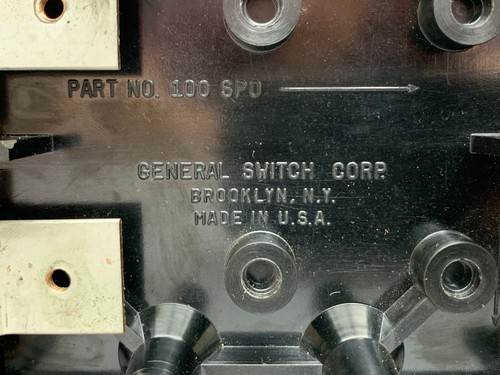 PART NO. 100 SPO
GENERAL SWITCH CORP.
BROOKLYN, N.Y.
MADE IN U.S.A.